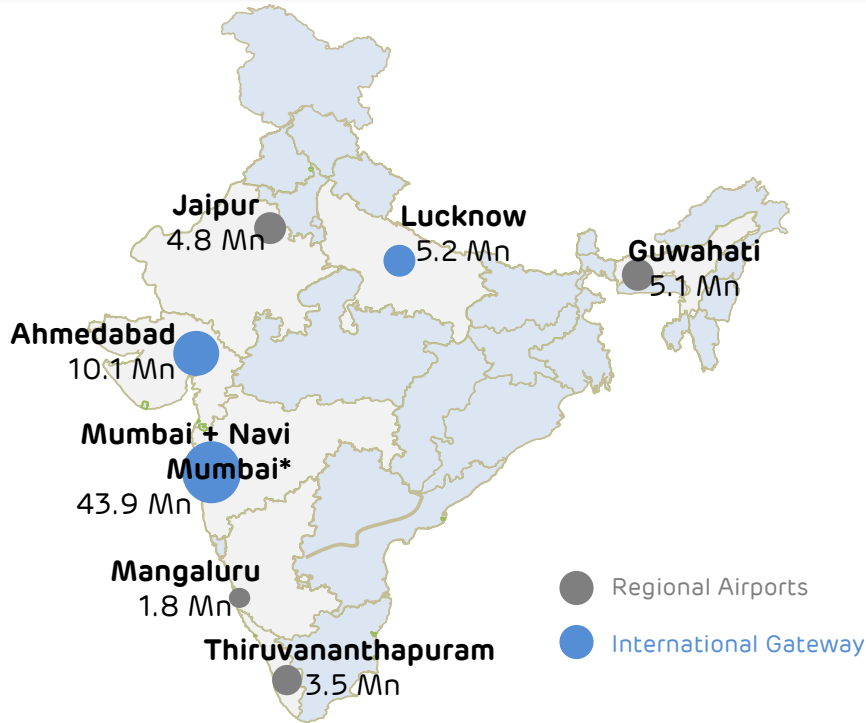 Jaipur
4.8 Mn
Lucknow
5.2 Mn
Guwahati
5.1 Mn
Ahmedabad
10.1 Mn
Mumbai + Navi
Mumbai*
43.9 Mn
Mangaluru
1.8 Mn
Regional Airports
International Gateway
Thiruvananthapuram
3.5 Mn